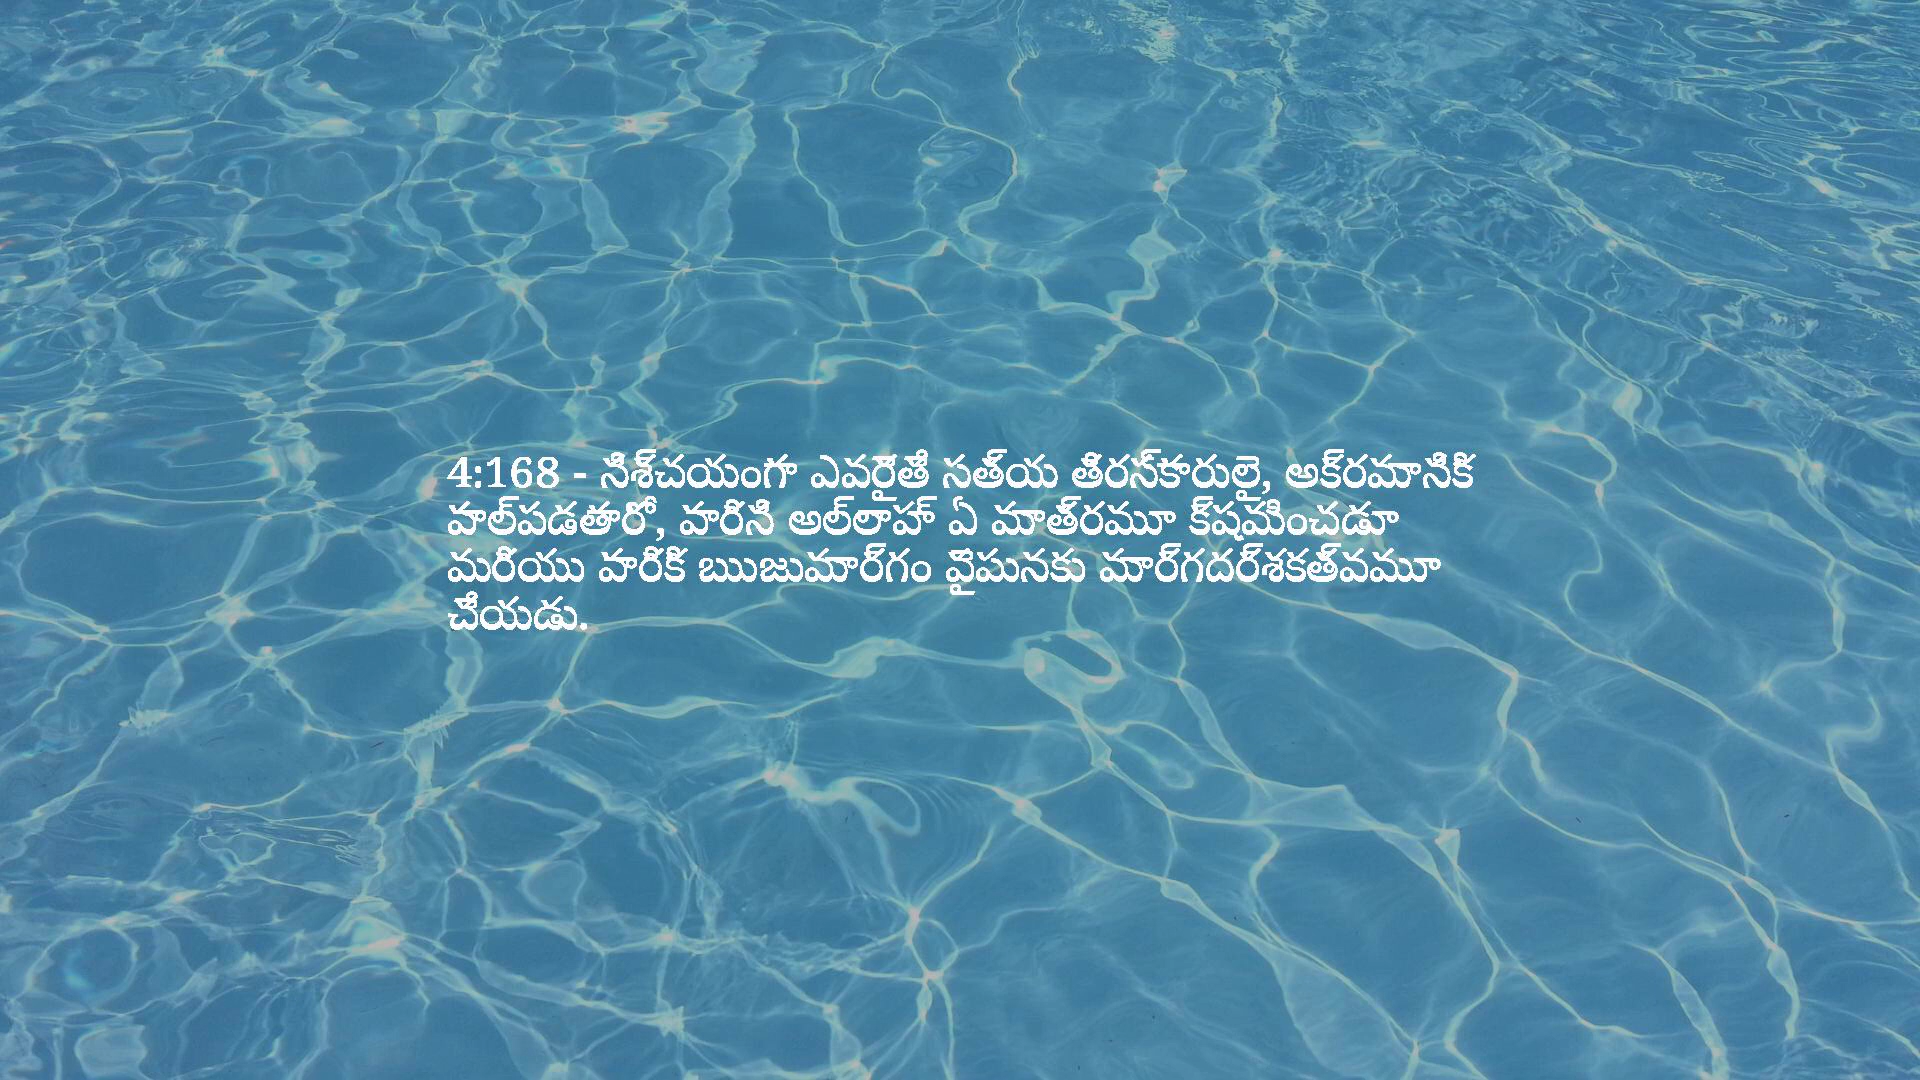 4:168 - నిశ్చయంగా ఎవరైతే సత్య తిరస్కారులై, అక్రమానికి
పాల్పడతారో, వారిని అల్లాహ్ ఏ మాత్రమూ క్షమించడూ
మరియు వారికి ఋజుమార్గం వైపునకు మార్గదర్శకత్వమూ
చేయడు.